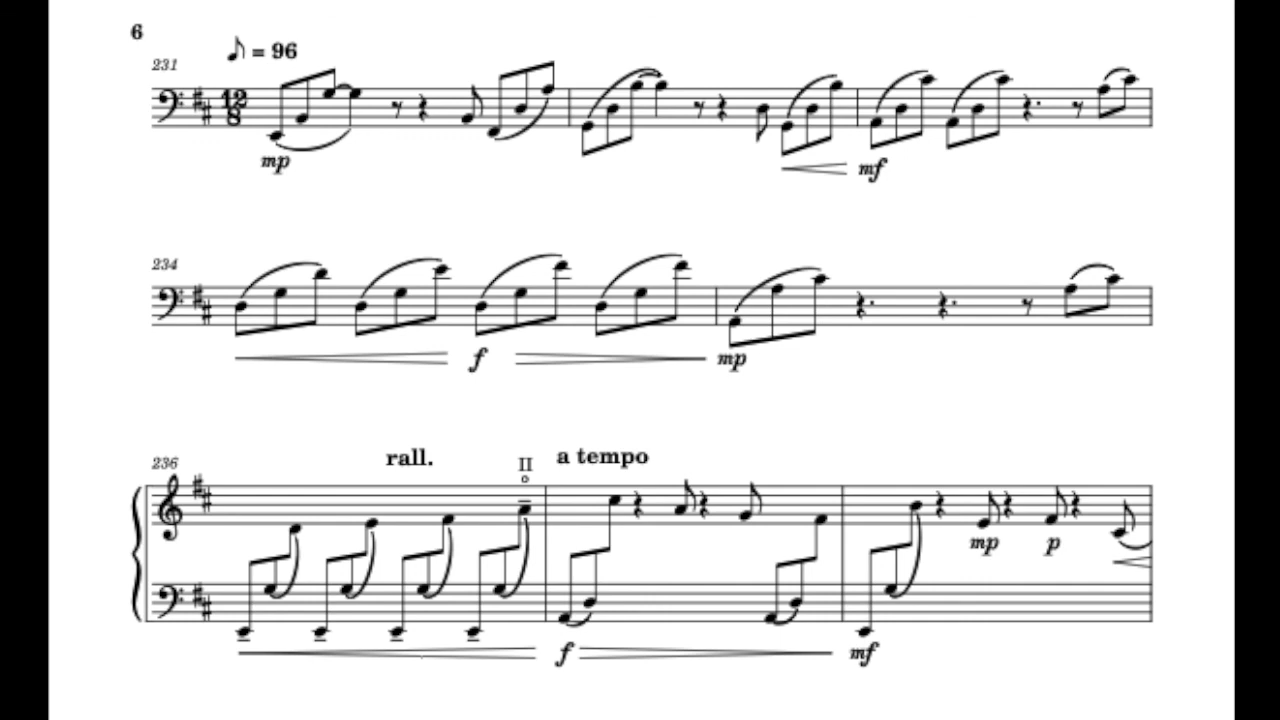 6
231
♪ = 96
12
8
mp
mf
234
f
mp
236
rall.
II
a tempo
mp
p
f
mf